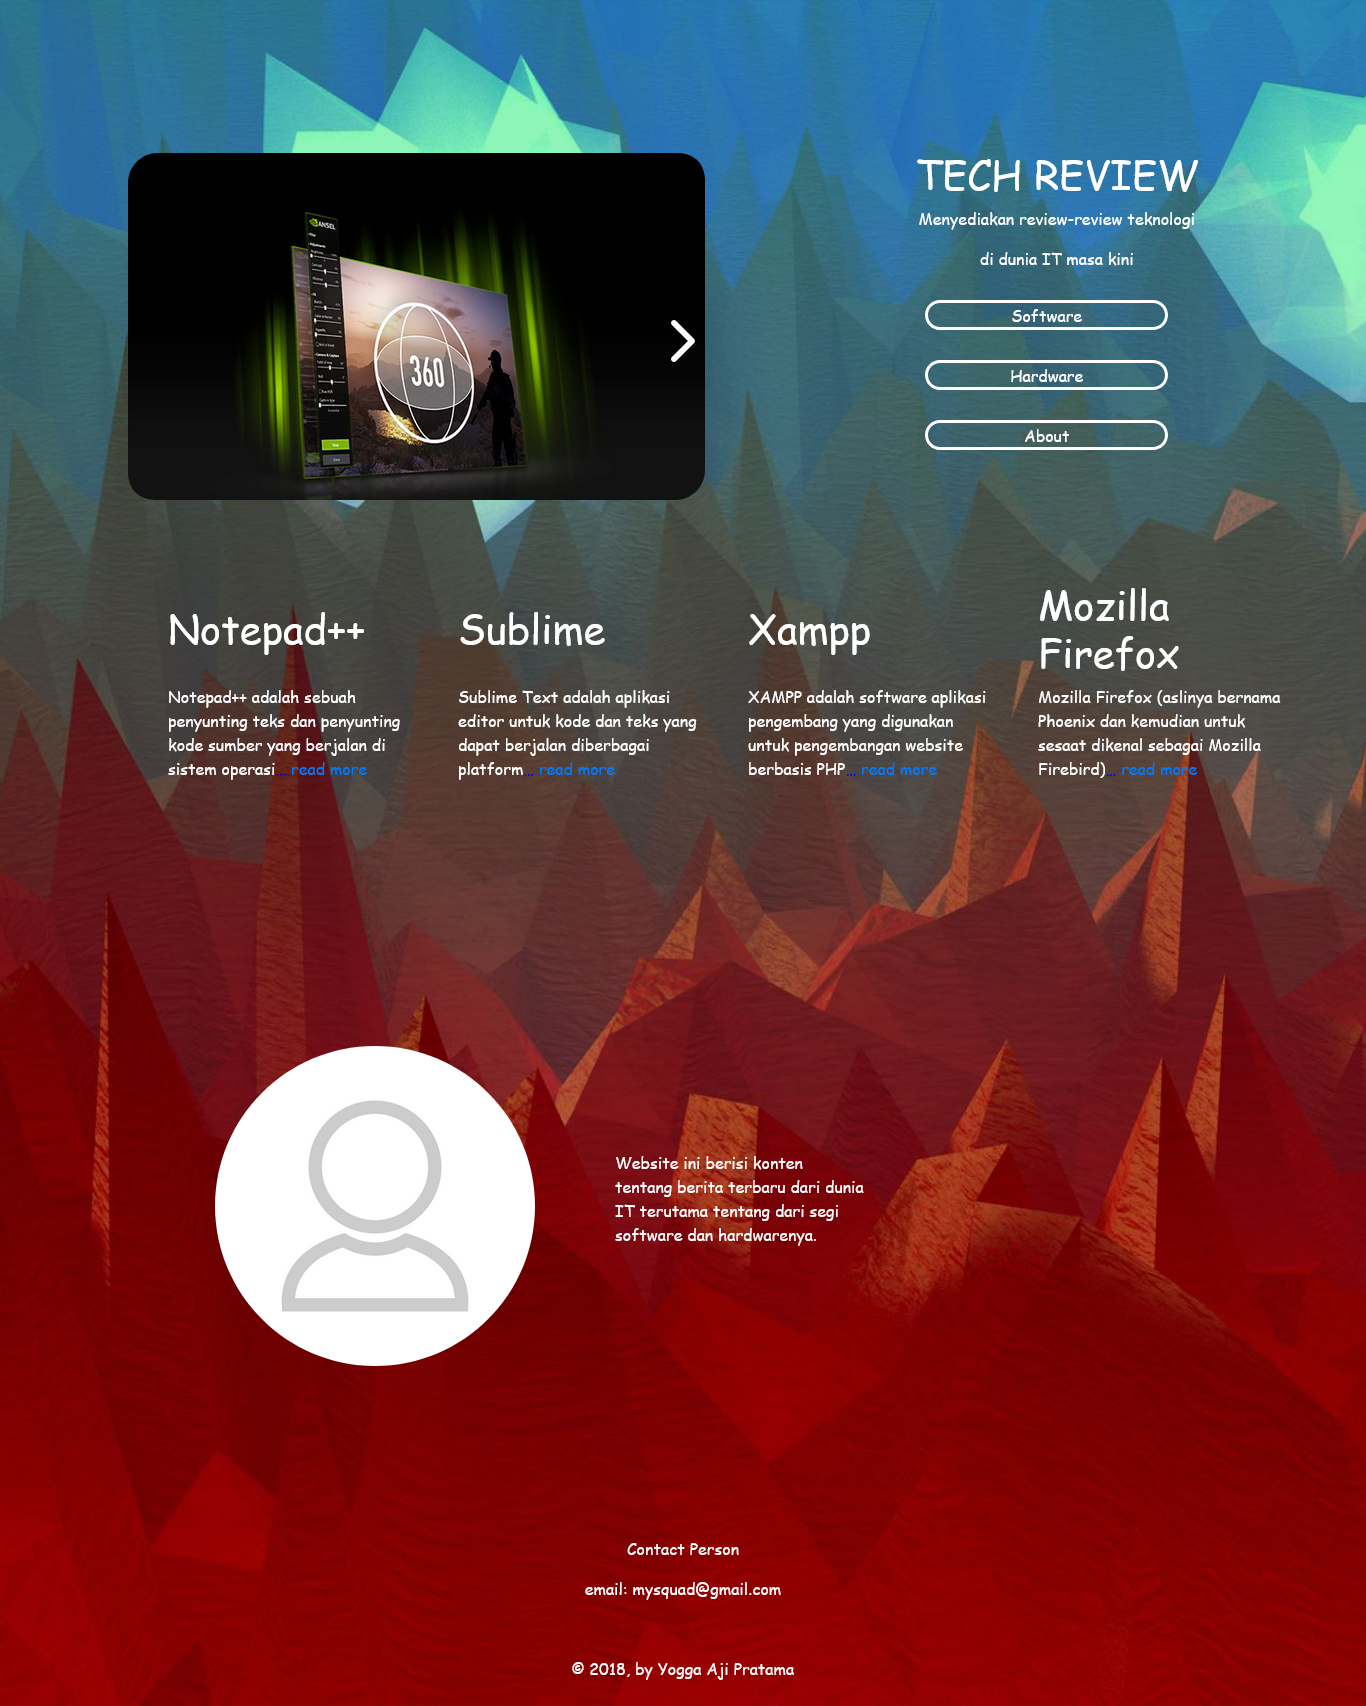 ANSEL
360
TECH REVIEW
Menyediakan review-review teknologi
di dunia IT masa kini
Software
Hardware
About
Notepad++
Notepad++ adalah sebuah
penyunting teks dan penyunting
kode sumber yang berjalan di
sistem operasi... read more
Sublime
Sublime Text adalah aplikasi
editor untuk kode dan teks yang
dapat berjalan diberbagai
platform... read more
Xampp
XAMPP adalah software aplikasi
pengembang yang digunakan
untuk pengembangan website
berbasis PHP... read more
Mozilla
Firefox
Mozilla Firefox (aslinya bernama
Phoenix dan kemudian untuk
sesaat dikenal sebagai Mozilla
Firebird)... read more
Website ini berisi konten
tentang berita terbaru dari dunia
IT terutama tentang dari segi
software dan hardwarenya.
Contact Person
email: mysquad@gmail.com
© 2018, by Yogga Aji Pratama